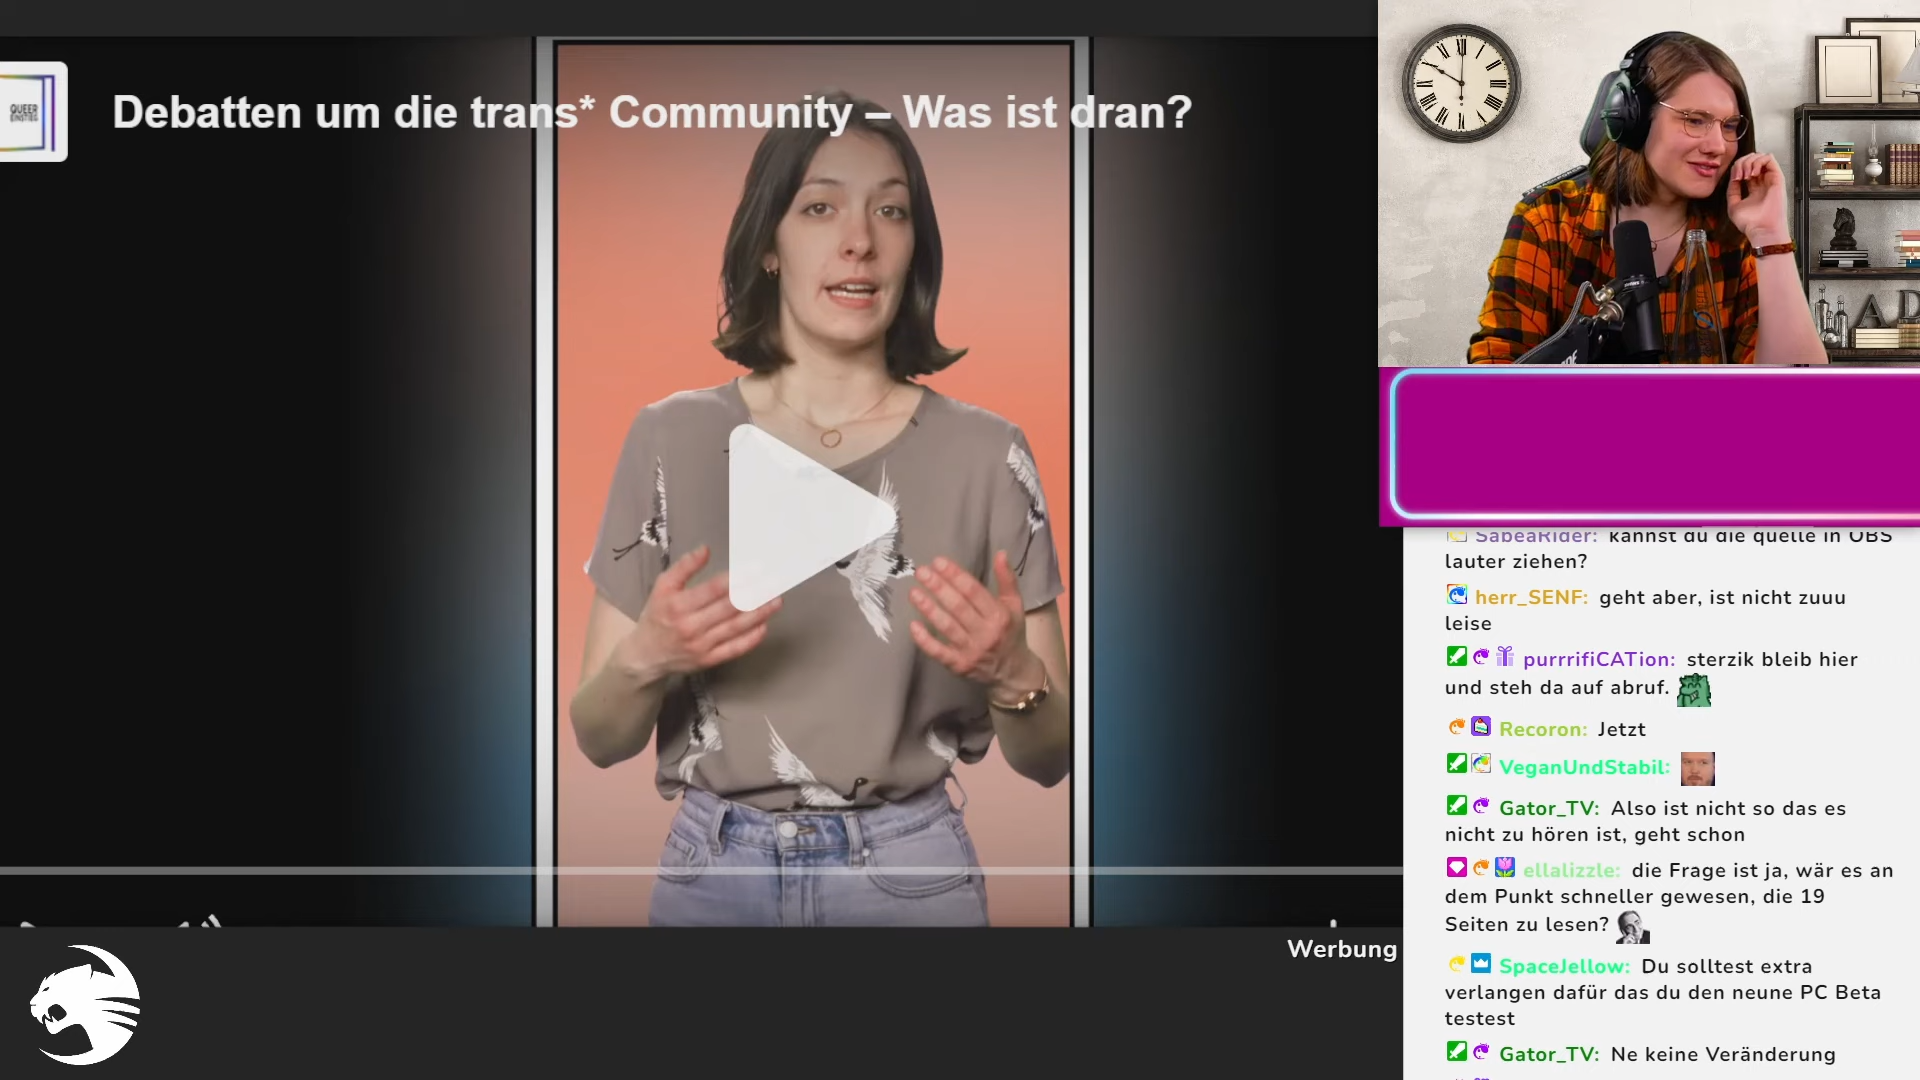 QUEER
EINSTIEG
Debatten um die trans* Community – Was ist dran?
Werbung
SabeaRider: kannst du die quelle in OBS
lauter ziehen?
herr_SENF: geht aber, ist nicht zuuu
leise
purrrifiCATion: sterzik bleib hier
und steh da auf abruf.
Recoron: Jetzt
VeganUndStabil:
Gator_TV: Also ist nicht so das es
nicht zu hören ist, geht schon
ellalizzle: die Frage ist ja, wär es an
dem Punkt schneller gewesen, die 19
Seiten zu lesen?
SpaceJellow: Du solltest extra
verlangen dafür das du den neune PC Beta
testest
Gator_TV: Ne keine Veränderung